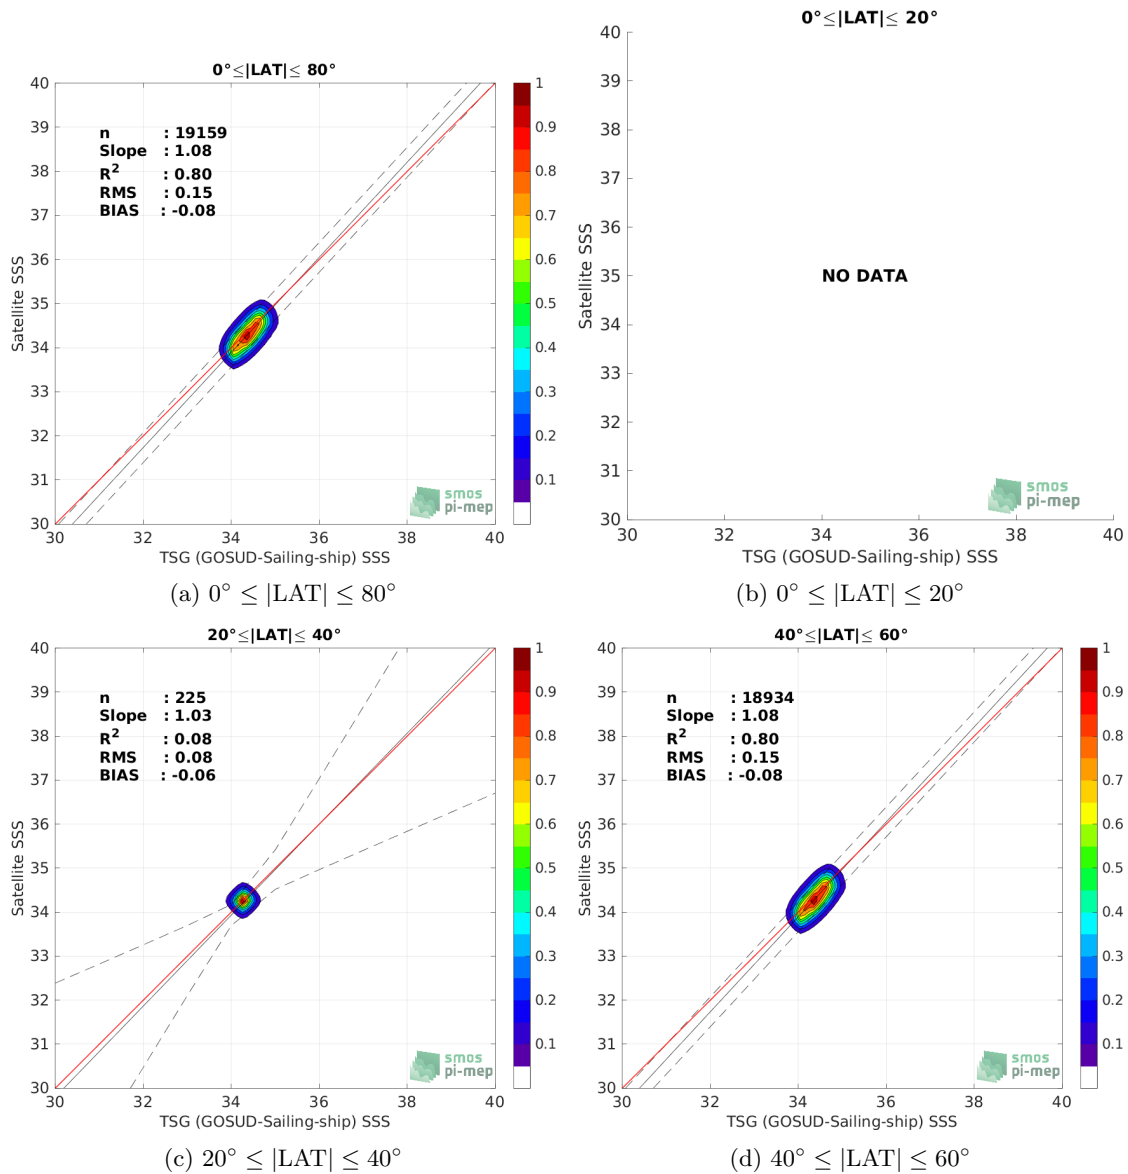 0°≤|LAT|≤ 80°
40
39
38
37
36
35
34
33
32
31
30
n : 19159
Slope : 1.08
R² : 0.80
RMS : 0.15
BIAS : -0.08
Satellite SSS
smos
pi-mep
30 32 34 36 38 40
TSG (GOSUD-Sailing-ship) SSS
1
0.9
0.8
0.7
0.6
0.5
0.4
0.3
0.2
0.1
(a) 0° ≤ |LAT| ≤ 80°
0°≤|LAT|≤ 20°
40
39
38
37
36
35
34
33
32
31
30
Satellite SSS
NO DATA
smos
pi-mep
30 32 34 36 38 40
TSG (GOSUD-Sailing-ship) SSS
(b) 0° ≤ |LAT| ≤ 20°
20°≤|LAT|≤ 40°
40
39
38
37
36
35
34
33
32
31
30
n : 225
Slope : 1.03
R² : 0.08
RMS : 0.08
BIAS : -0.06
Satellite SSS
smos
pi-mep
30 32 34 36 38 40
TSG (GOSUD-Sailing-ship) SSS
1
0.9
0.8
0.7
0.6
0.5
0.4
0.3
0.2
0.1
(c) 20° ≤ |LAT| ≤ 40°
40°≤|LAT|≤ 60°
40
39
38
37
36
35
34
33
32
31
30
n : 18934
Slope : 1.08
R² : 0.80
RMS : 0.15
BIAS : -0.08
Satellite SSS
smos
pi-mep
30 32 34 36 38 40
TSG (GOSUD-Sailing-ship) SSS
1
0.9
0.8
0.7
0.6
0.5
0.4
0.3
0.2
0.1
(d) 40° ≤ |LAT| ≤ 60°